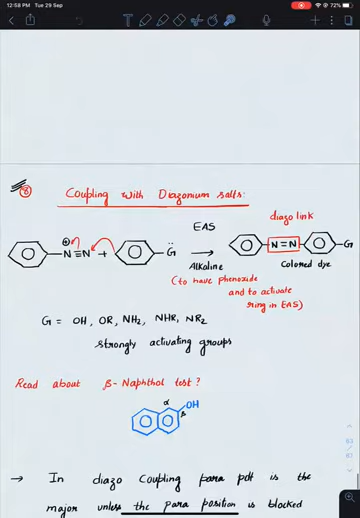 12:58 PM Tue 29 Sep
72%
8 Coupling with Diazonium salts:
diazo link
EAS
⊕
N≡N + G̈ → N=N G
Alkaline
Colored dye
(to have phenoxide
and to activate
ring in EAS)
G = OH, OR, NH₂, NHR, NR₂
strongly activating groups
Read about β-Naphthol test?
α
OH
β
→ In diazo coupling para pdt is the
major unless the para position is blocked